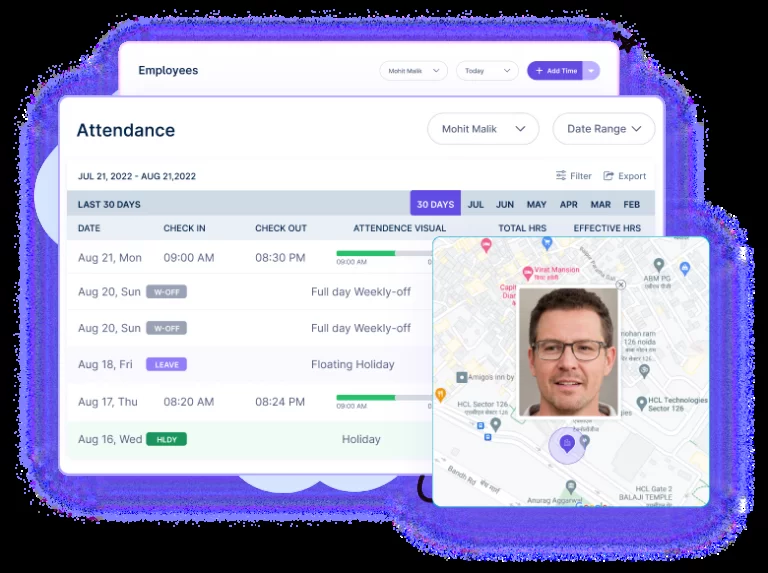 Employees
Mohit Malik
Today
+ Add Time
Attendance
Mohit Malik
Date Range
JUL 21, 2022 - AUG 21,2022
Filter
Export
LAST 30 DAYS
30 DAYS JUL JUN MAY APR MAR FEB
DATE CHECK IN CHECK OUT ATTENDENCE VISUAL TOTAL HRS EFFECTIVE HRS
Aug 21, Mon 09:00 AM 08:30 PM
09:00 AM
Aug 20, Sun W-OFF Full day Weekly-off
Aug 20, Sun W-OFF Full day Weekly-off
Aug 18, Fri LEAVE Floating Holiday
Aug 17, Thu 08:20 AM 08:24 PM
09:00 AM
Aug 16, Wed HLDY Holiday
Virat Mansion
ABM PG
Capi
Dia
nohan ram
126 noida
Amigols inn by
HCL Sector 126
HCL Technologies
Sector 126
Bandh Rd
HCL Gate 2
BALAJI TEMPLE
Anurag Aggarwal
Google